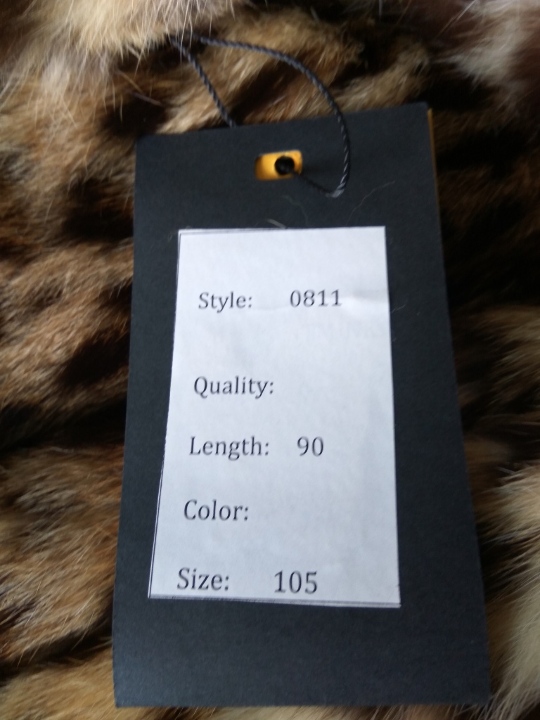 Style: 0811
Quality:
Length: 90
Color:
Size: 105